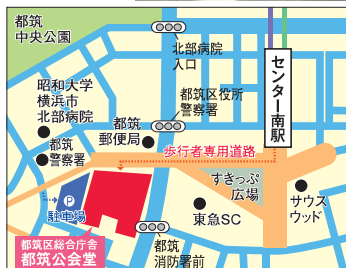 都筑
中央公園
北部病院
入口
センター南駅
昭和大学
横浜市
北部病院
都筑区役所
警察署
都筑
郵便局
都筑
警察署
歩行者専用道路
すきっぷ
広場
サウス
ウッド
P
駐車場
東急SC
都筑区総合庁舎
都筑公会堂
都筑
消防署前